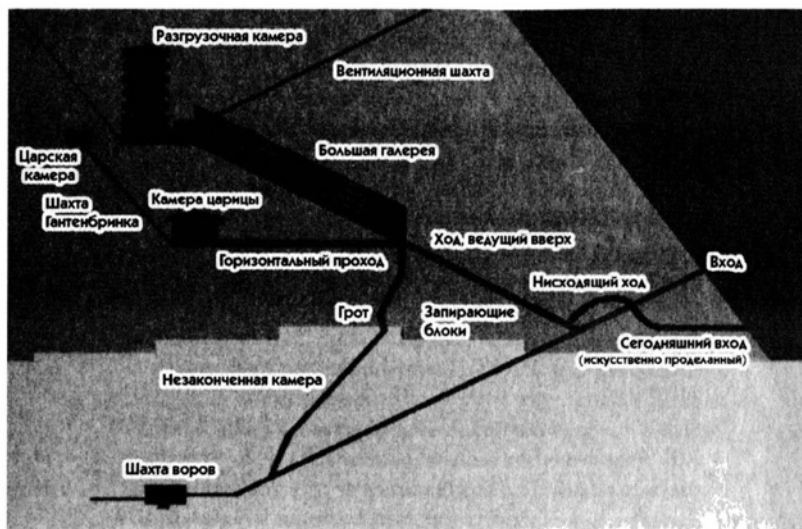 Разгрузочная камера
Вентиляционная шахта
Большая галерея
Царская
камера
Шахта
Гантенбринка
Камера царицы
Горизонтальный проход
Ход, ведущий вверх
Вход
Нисходящий ход
Грот
Запирающие
блоки
Сегодняшний вход
(искусственно проделанный)
Незаконченная камера
Шахта воров